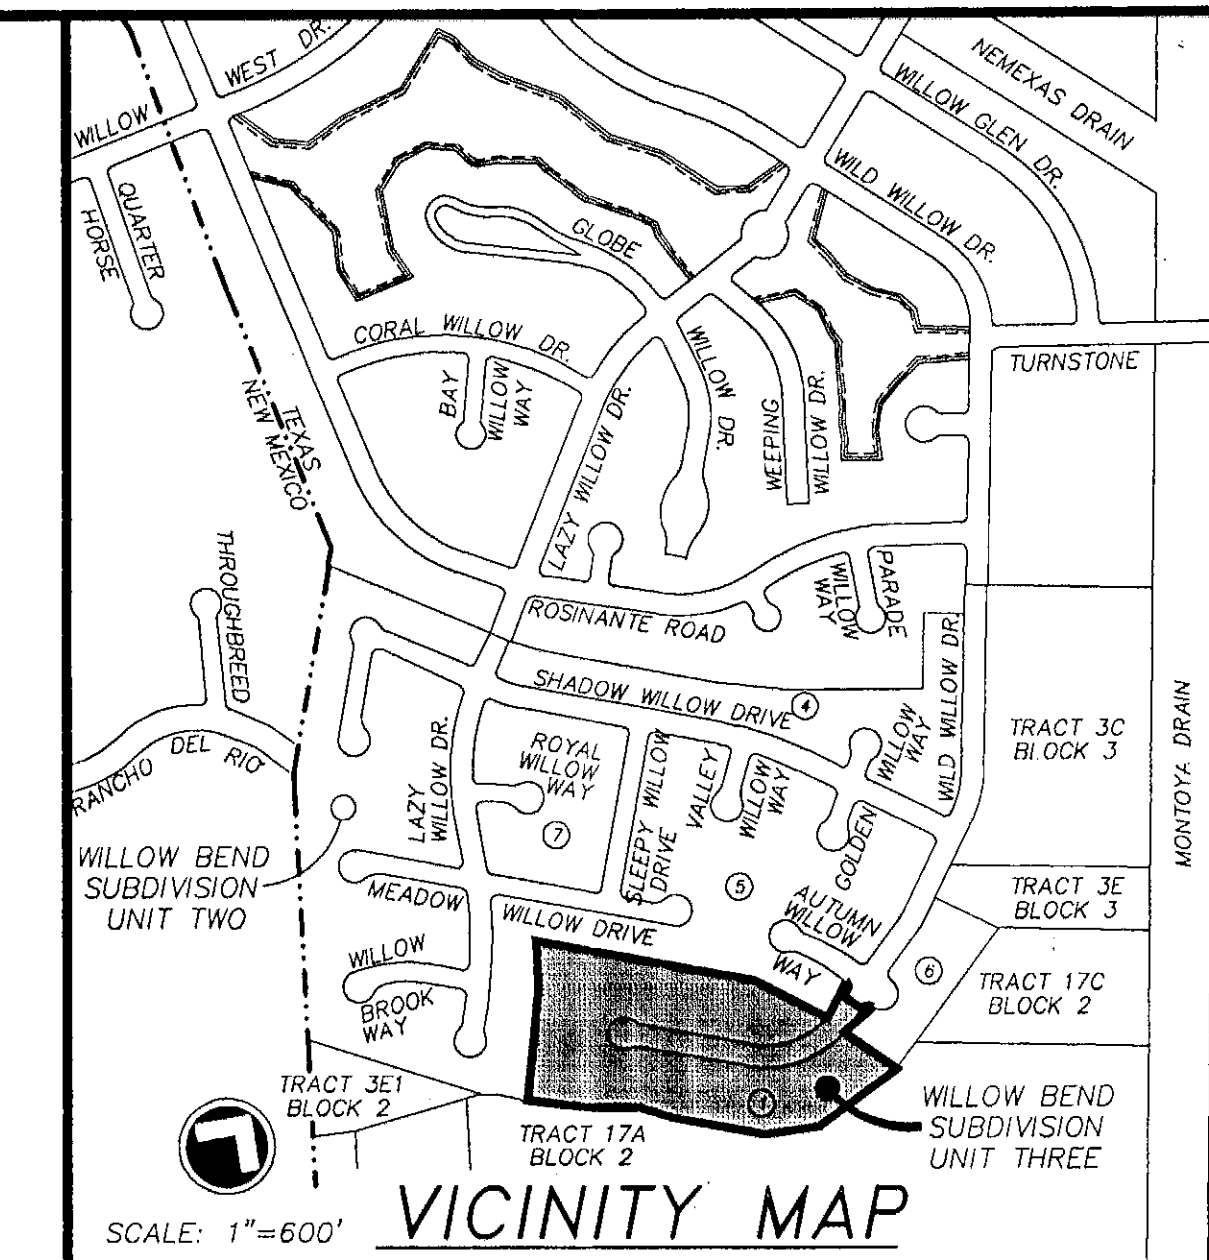 WILLOW
WEST DR.
NEMEXAS DRAIN
WILLOW GLEN DR.
WILD WILLOW DR.
QUARTER
HORSE
GLOBE
WILLOW DR.
CORAL WILLOW DR.
BAY
WILLOW
WAY
WEEPING
WILLOW DR.
TURNSTONE
TEXAS
NEW MEXICO
LAZY WILLOW DR.
THROUGHBREED
ROSINANTE ROAD
PARADE
WILLOW
WAY
SHADOW WILLOW DRIVE
4
WILD WILLOW DR.
TRACT 3C
BLOCK 3
MONTOYA DRAIN
RANCHO DEL RIO
LAZY
WILLOW DR.
ROYAL
WILLOW
WAY
7
SLEEPY WILLOW
DRIVE
VALLEY
WILLOW
WAY
WILLOW
WAY
GOLDEN
5
WILLOW BEND
SUBDIVISION
UNIT TWO
MEADOW
WILLOW DRIVE
AUTUMN
WILLOW
WAY
TRACT 3E
BLOCK 3
6
TRACT 17C
BLOCK 2
WILLOW
BROOK
WAY
TRACT 3E1
BLOCK 2
TRACT 17A
BLOCK 2
WILLOW BEND
SUBDIVISION
UNIT THREE
SCALE: 1"=600'
VICINITY MAP